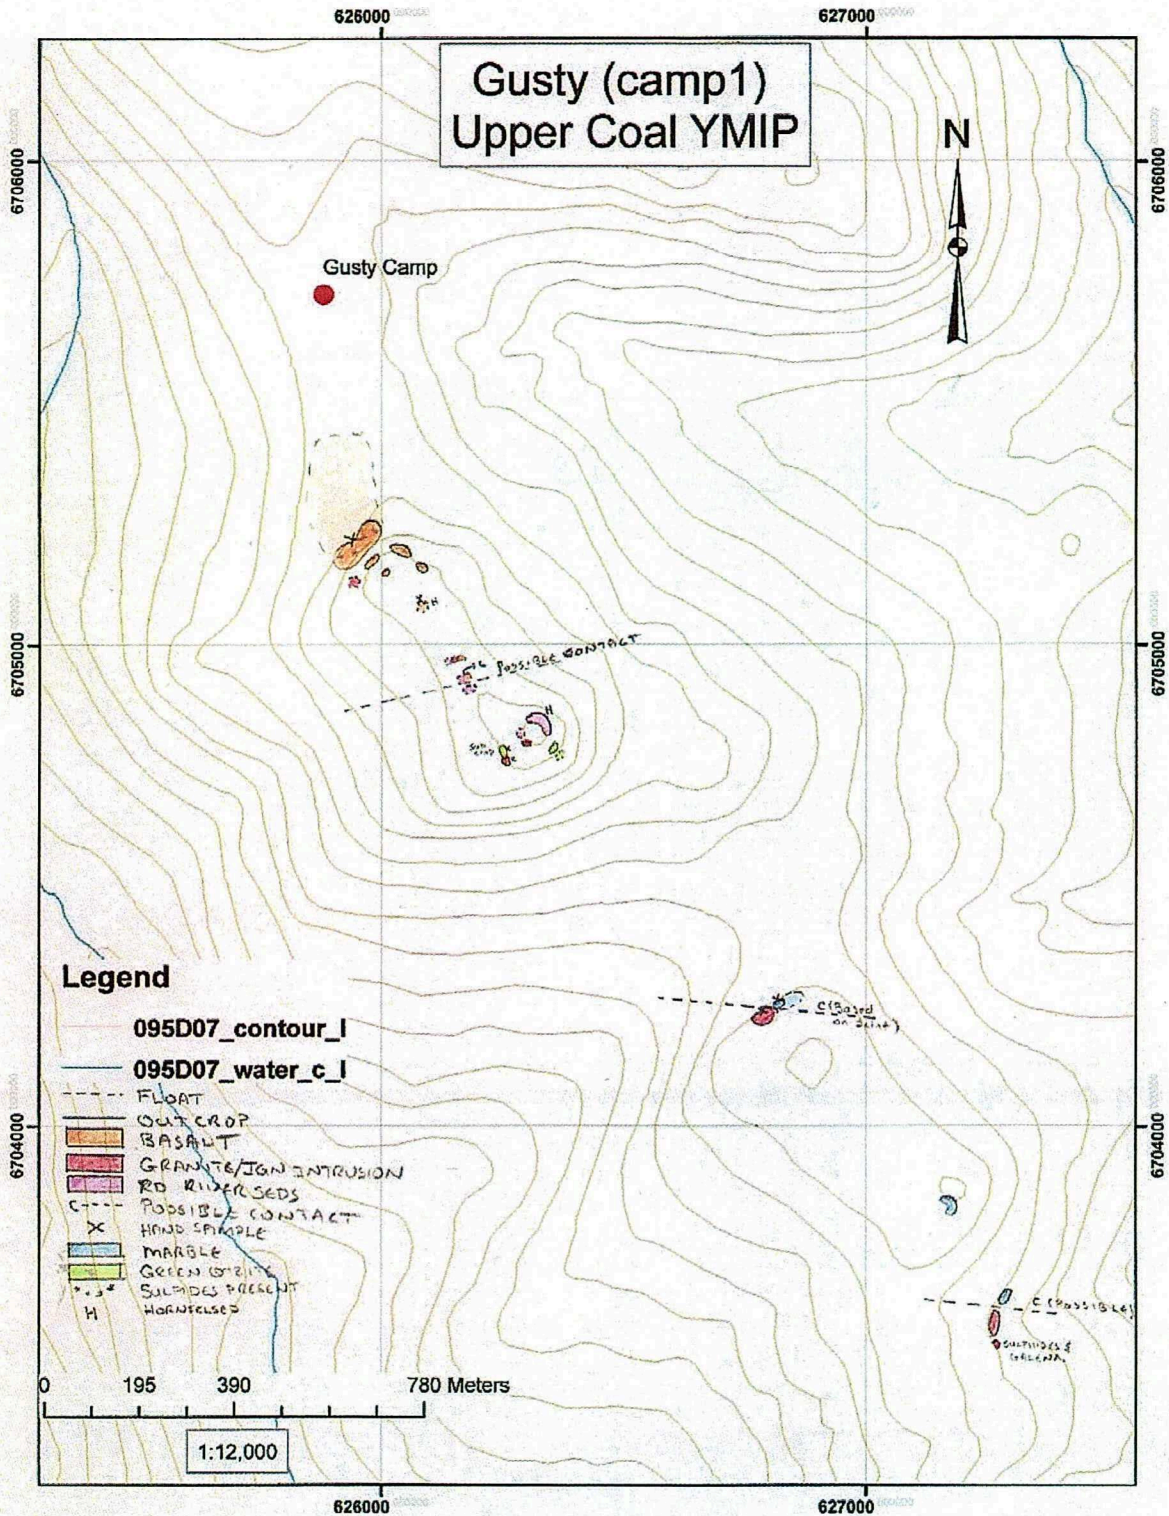 626000
627000
Gusty (camp1)
Upper Coal YMIP
N
6706000
6706000
Gusty Camp
H
6705000
6705000
POSSIBLE CONTACT
H
C (Based
on
Legend
095D07_contour_l
095D07_water_c_l
FLOAT
OUTCROP
BASALT
GRANITE/IGN INTRUSION
RD RIVER SEDS
C---- POSSIBLE CONTACT
X HAND SAMPLE
MARBLE
GREEN
SULFIDES PRESENT
H HORNFELSED
6704000
6704000
C (POSSIBLE)
SULPHIDES &
GALENA.
0 195 390 780 Meters
1:12,000
626000
627000